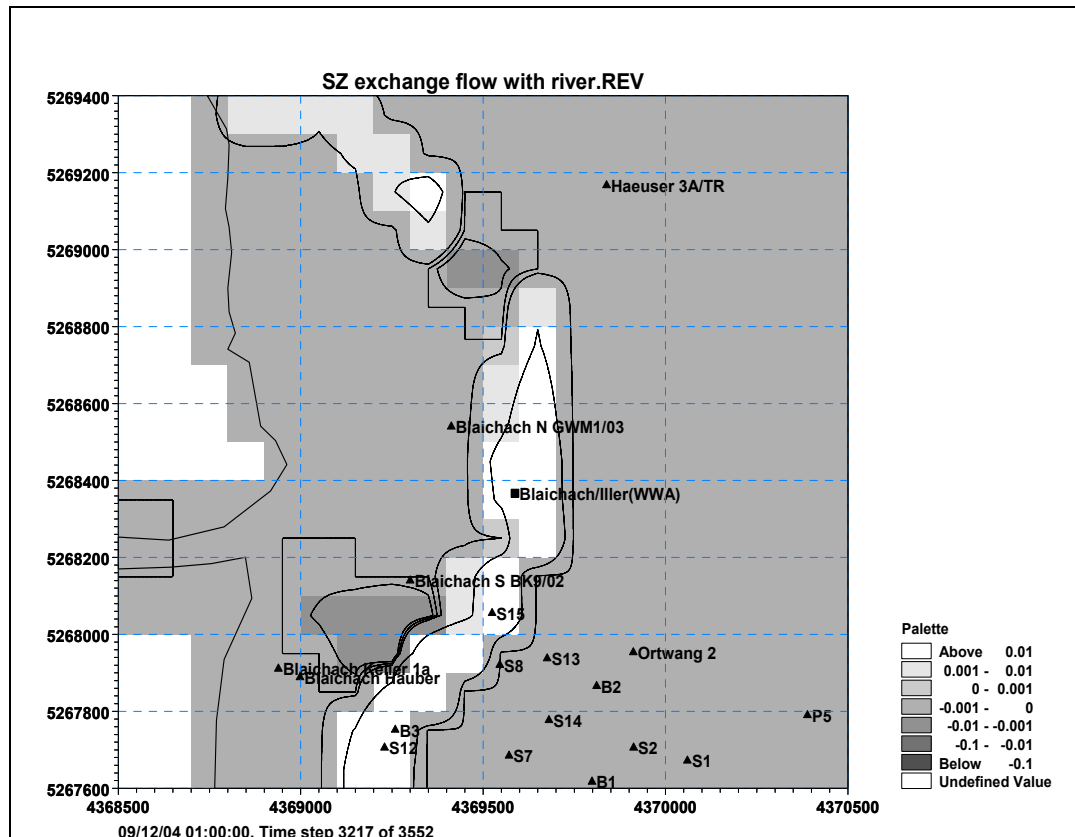 SZ exchange flow with river.REV
5269400
5269200
Haeuser 3A/TR
5269000
5268800
5268600
Blaichach N GWM1/03
5268400
Blaichach/Iller(WWA)
5268200
Blaichach S BK9/02
S15
5268000
S13
Ortwang 2
S8
Blaichach Keller 1a
Blaichach Hauber
B2
5267800
P5
S14
B3
S12
S7
S2
S1
B1
5267600
4368500 4369000 4369500 4370000 4370500
09/12/04 01:00:00, Time step 3217 of 3552
Palette
Above 0.01
0.001 - 0.01
0 - 0.001
-0.001 - 0
-0.01 - -0.001
-0.1 - -0.01
Below -0.1
Undefined Value